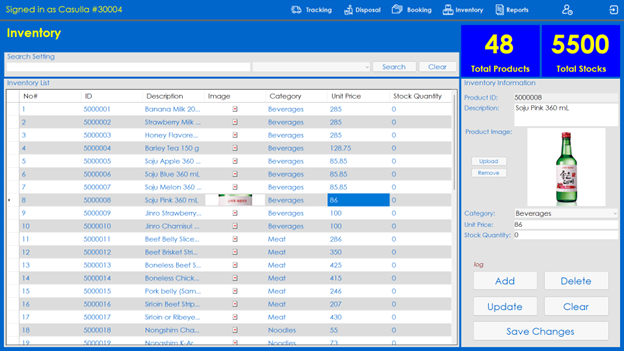 Signed in as Casulla #30004
Tracking Disposal Booking Inventory Reports
Inventory
48
Total Products
5500
Total Stocks
Search Setting
Search Clear
Inventory List
No# ID Description Image Category Unit Price Stock Quantity
1 5000001 Banana Milk 20... Beverages 285 0
2 5000002 Strawberry Milk ... Beverages 285 0
3 5000003 Honey Flavore... Beverages 285 0
4 5000004 Barley Tea 150 g Beverages 128.75 0
5 5000005 Soju Apple 360 ... Beverages 85.85 0
6 5000006 Soju Blue 360 mL Beverages 85.85 0
7 5000007 Soju Melon 360 ... Beverages 85.85 0
8 5000008 Soju Pink 360 mL Beverages 86 0
9 5000009 Jinro Strawberry... Beverages 100 0
10 5000010 Jinro Chamisul ... Beverages 100 0
11 5000011 Beef Belly Slice... Meat 286 0
12 5000012 Beef Brisket Stri... Meat 350 0
13 5000013 Boneless Beef S... Meat 425 0
14 5000014 Boneless Chick... Meat 415 0
15 5000015 Pork belly (Sam... Meat 246 0
16 5000016 Sirloin Beef Strip... Meat 207 0
17 5000017 Sirloin or Ribeye... Meat 430 0
18 5000018 Nongshim Cha... Noodles 55 0
19 5000019 Nongshim K-Ar... Noodles 73 0
Inventory Information
Product ID: 5000008
Description: Soju Pink 360 mL
Product Image:
Upload
Remove
Category: Beverages
Unit Price: 86
Stock Quantity: 0
log
Add Delete
Update Clear
Save Changes